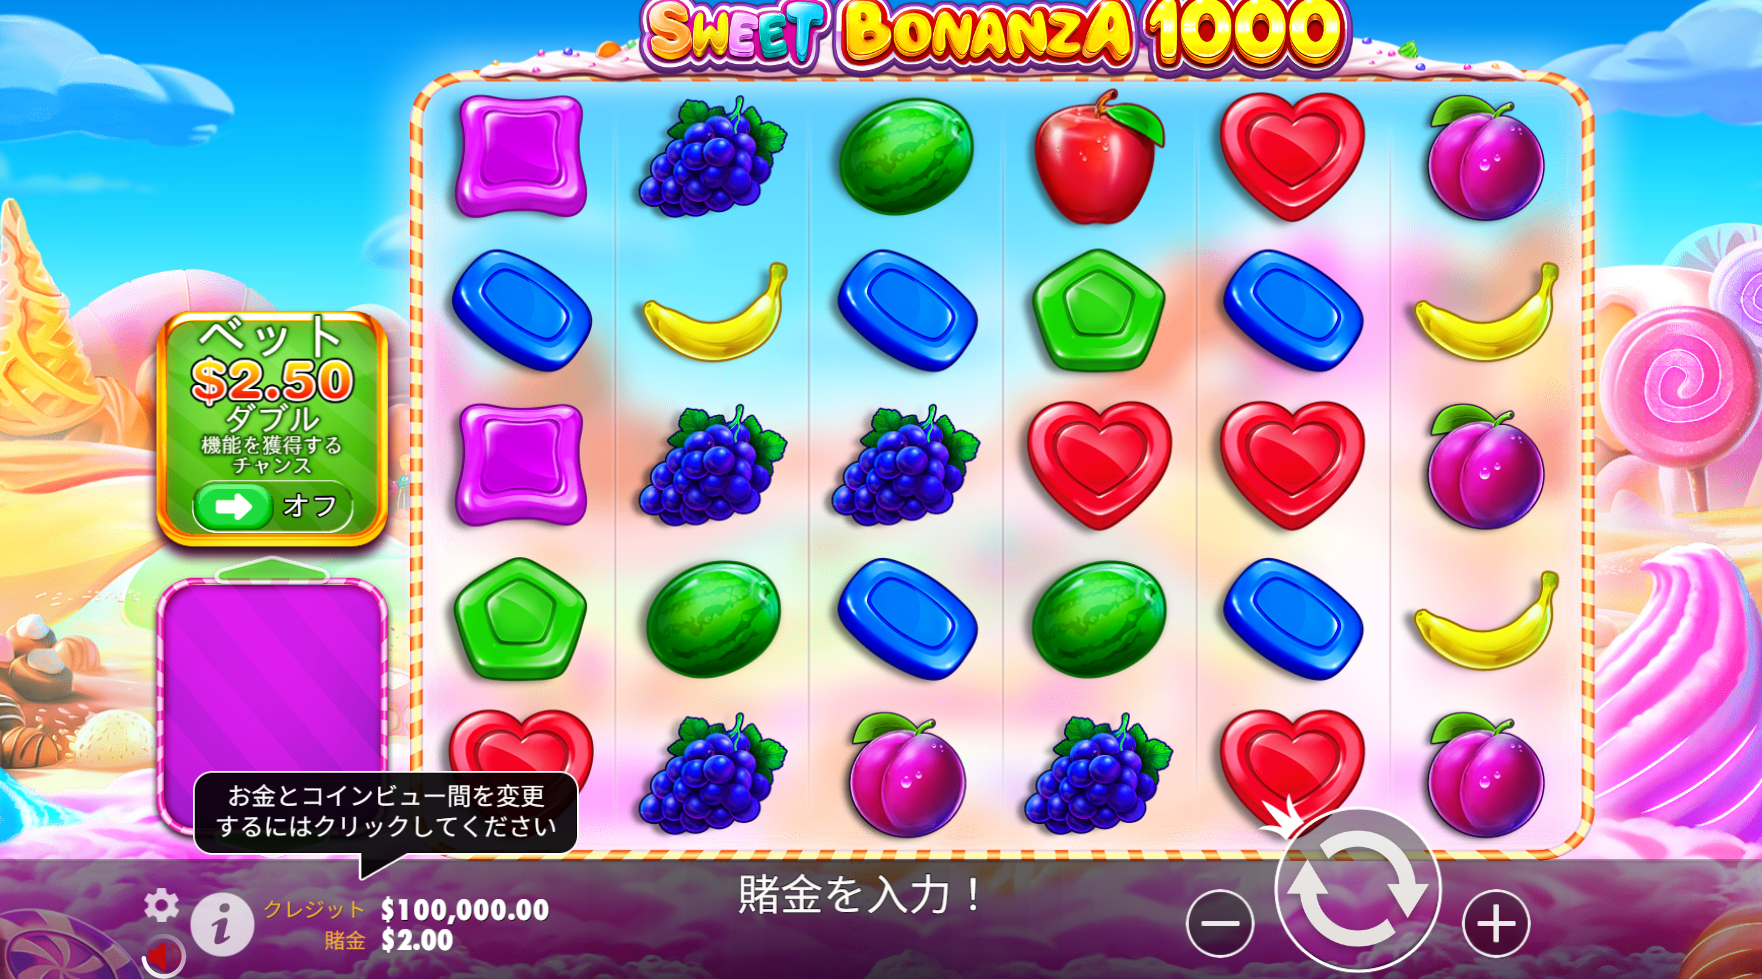 SWEET BONANZA 1000
ベット
$2.50
ダブル
機能を獲得する
チャンス
オフ
お金とコインビュー間を変更
するにはクリックしてください
クレジット $100,000.00
賭金 $2.00
賭金を入力！